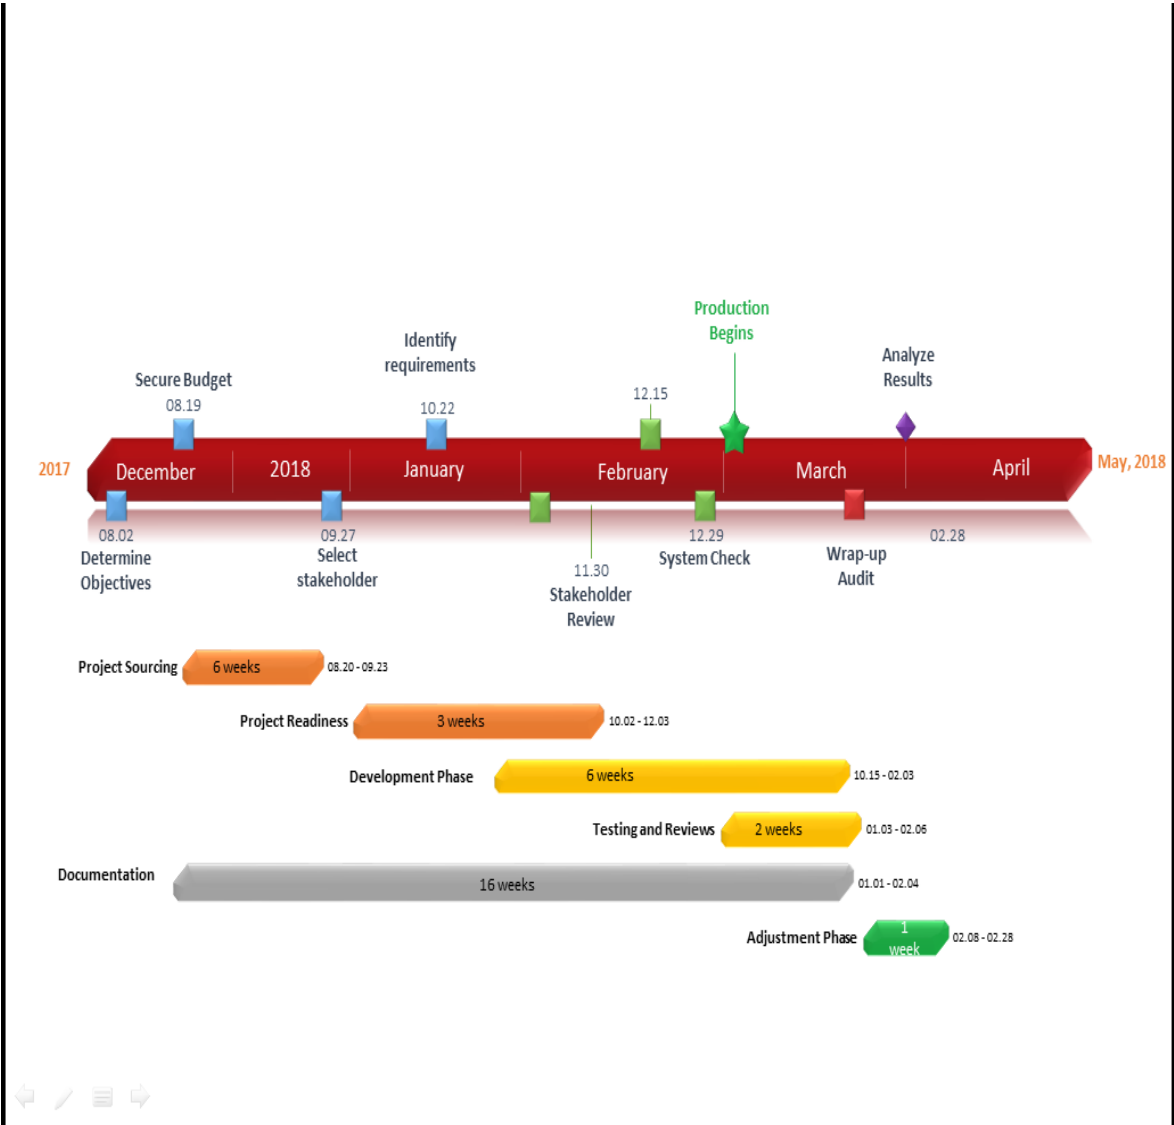 Production
Begins
Identify
requirements
Analyze
Results
Secure Budget
08.19
10.22
12.15
2017
December
2018
January
February
March
April
May, 2018
08.02
Determine
Objectives
09.27
Select
stakeholder
11.30
Stakeholder
Review
12.29
System Check
Wrap-up
Audit
02.28
Project Sourcing
6 weeks
08.20 - 09.23
Project Readiness
3 weeks
10.02 - 12.03
Development Phase
6 weeks
10.15 - 02.03
Testing and Reviews
2 weeks
01.03 - 02.06
Documentation
16 weeks
01.01 - 02.04
Adjustment Phase
1
week
02.08 - 02.28